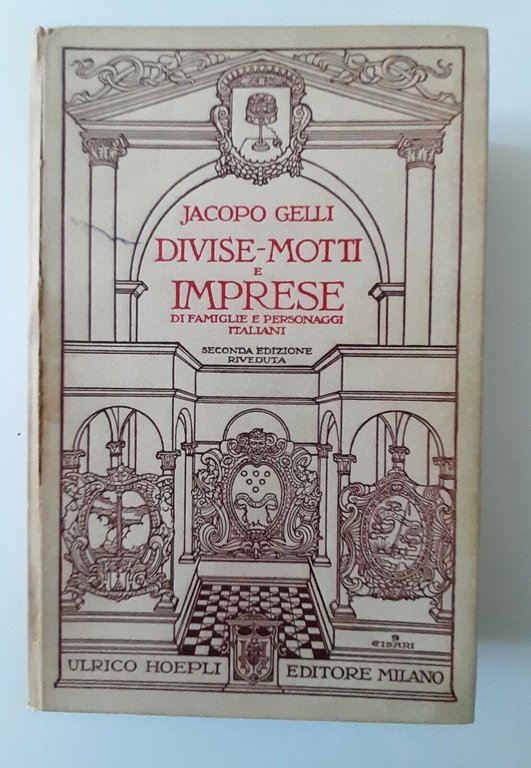 JACOPO GELLI
DIVISE-MOTTI
E
IMPRESE
DI FAMIGLIE E PERSONAGGI
ITALIANI
SECONDA EDIZIONE
RIVEDUTA
CISARI
ULRICO HOEPLI EDITORE MILANO